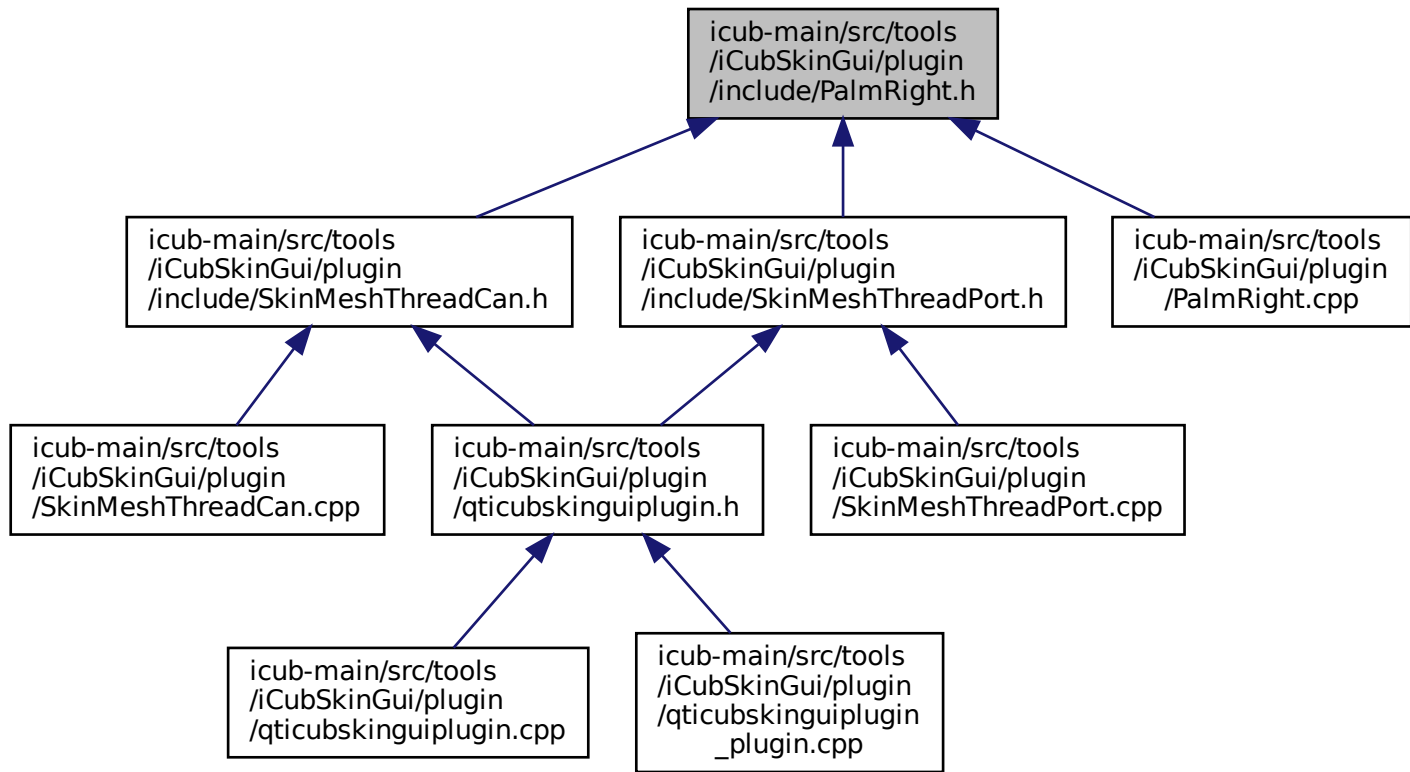 icub-main/src/tools
/iCubSkinGui/plugin
/include/PalmRight.h
icub-main/src/tools
/iCubSkinGui/plugin
/include/SkinMeshThreadCan.h
icub-main/src/tools
/iCubSkinGui/plugin
/include/SkinMeshThreadPort.h
icub-main/src/tools
/iCubSkinGui/plugin
/PalmRight.cpp
icub-main/src/tools
/iCubSkinGui/plugin
/SkinMeshThreadCan.cpp
icub-main/src/tools
/iCubSkinGui/plugin
/qticubskinguiplugin.h
icub-main/src/tools
/iCubSkinGui/plugin
/SkinMeshThreadPort.cpp
icub-main/src/tools
/iCubSkinGui/plugin
/qticubskinguiplugin.cpp
icub-main/src/tools
/iCubSkinGui/plugin
/qticubskinguiplugin
_plugin.cpp